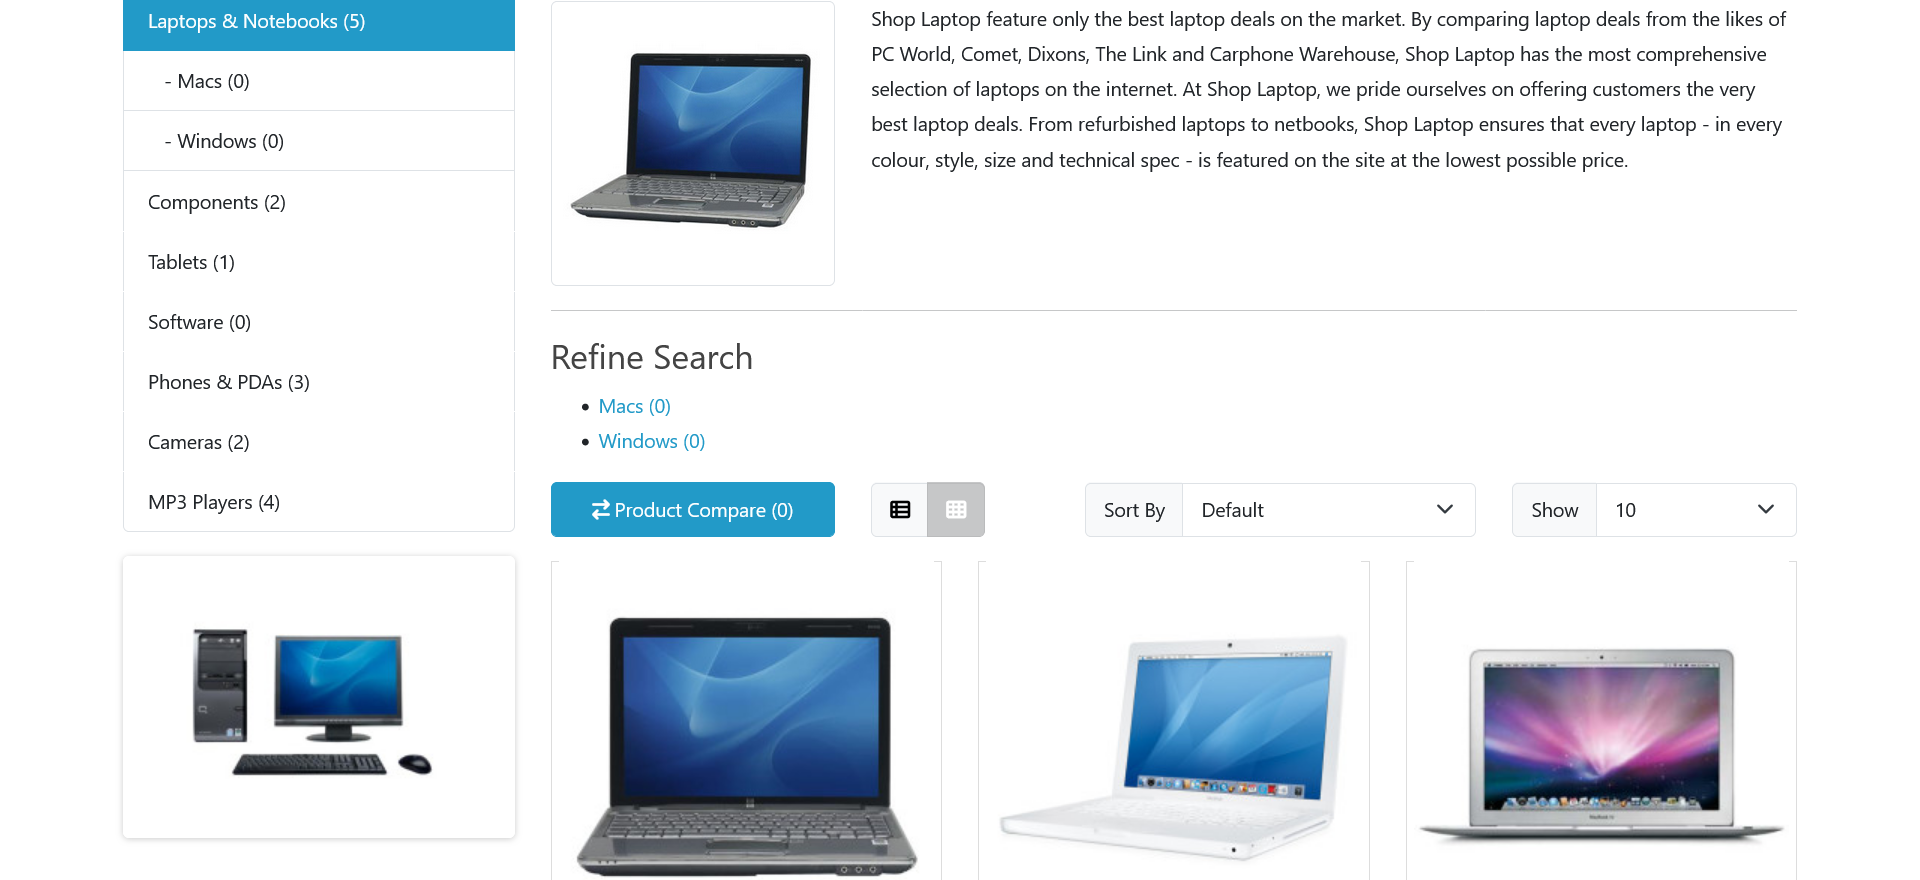 Laptops & Notebooks (5)
- Macs (0)
- Windows (0)
Components (2)
Tablets (1)
Software (0)
Phones & PDAs (3)
Cameras (2)
MP3 Players (4)
Shop Laptop feature only the best laptop deals on the market. By comparing laptop deals from the likes of
PC World, Comet, Dixons, The Link and Carphone Warehouse, Shop Laptop has the most comprehensive
selection of laptops on the internet. At Shop Laptop, we pride ourselves on offering customers the very
best laptop deals. From refurbished laptops to netbooks, Shop Laptop ensures that every laptop - in every
colour, style, size and technical spec - is featured on the site at the lowest possible price.
Refine Search
Macs (0)
Windows (0)
Product Compare (0)
Sort By Default
Show 10